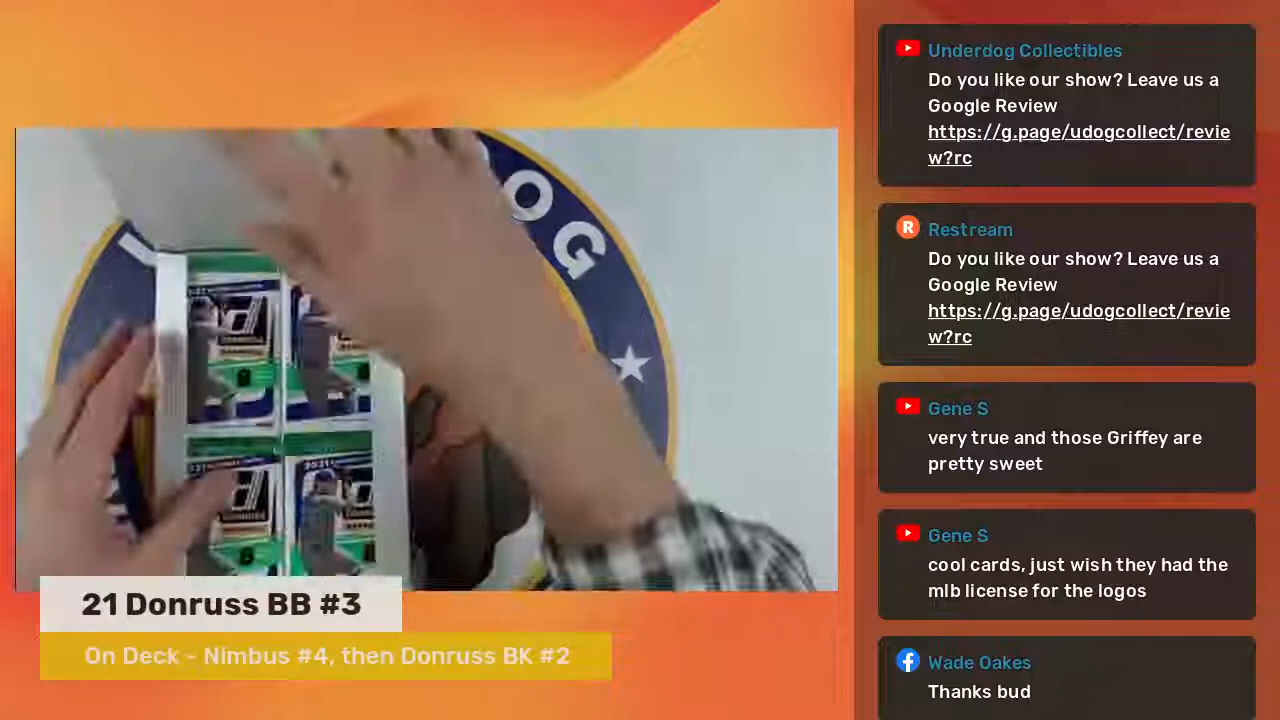 OG
21 Donruss BB #3
On Deck - Nimbus #4, then Donruss BK #2
Underdog Collectibles
Do you like our show? Leave us a
Google Review
https://g.page/udogcollect/revie
w?rc
Restream
Do you like our show? Leave us a
Google Review
https://g.page/udogcollect/revie
w?rc
Gene S
very true and those Griffey are
pretty sweet
Gene S
cool cards, just wish they had the
mlb license for the logos
Wade Oakes
Thanks bud